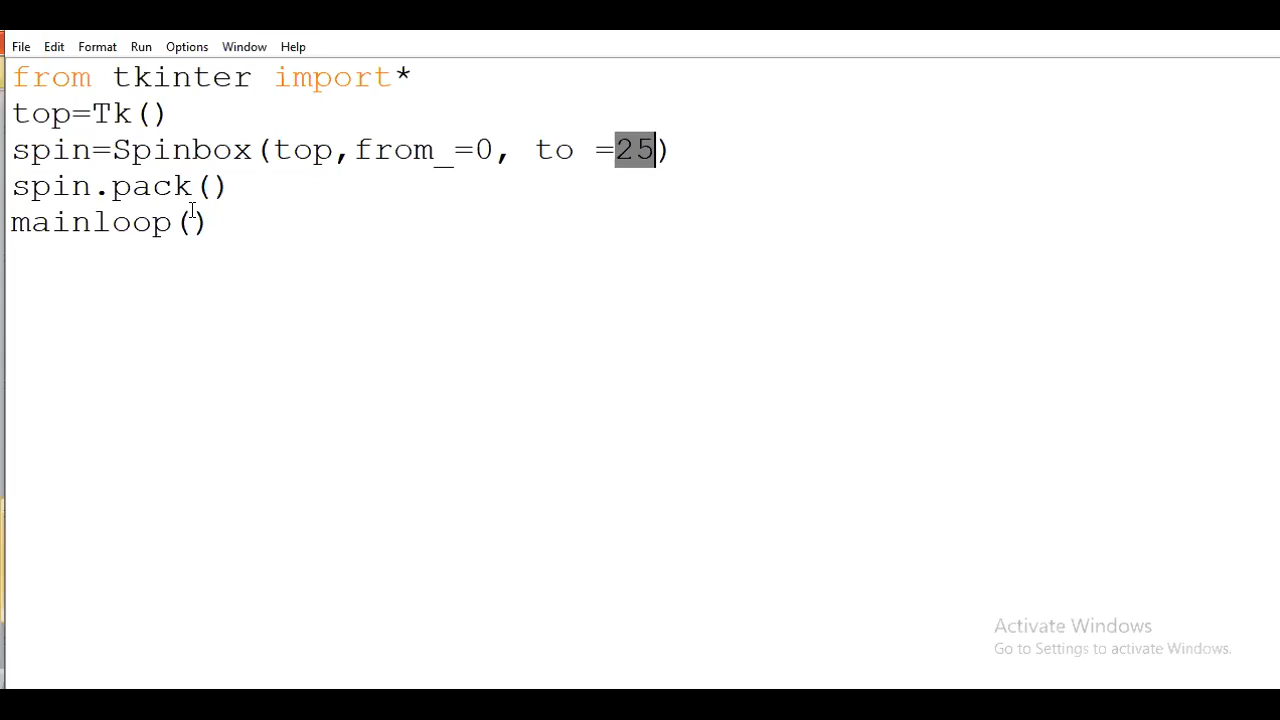 File Edit Format Run Options Window Help
from tkinter import*
top=Tk()
spin=Spinbox(top,from_=0, to =25)
spin.pack()
mainloop()
Activate Windows
Go to Settings to activate Windows.